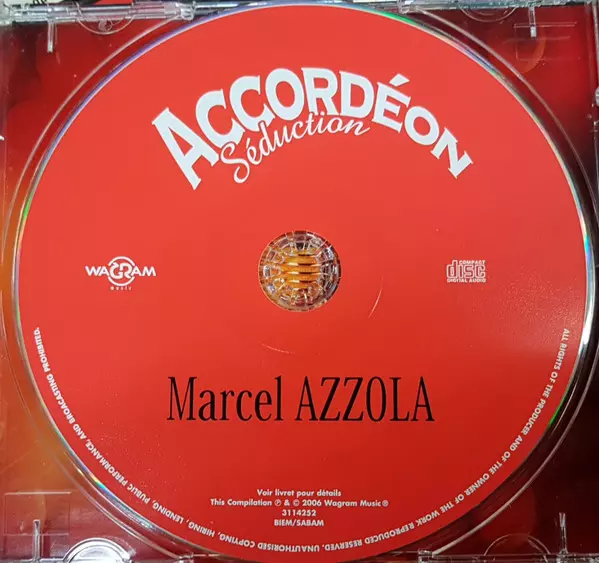 ACCORDÉON
Séduction
WAGRAM
music
COMPACT
disc
DIGITAL AUDIO
Marcel AZZOLA
Voir livret pour détails
This Compilation ℗ & © 2006 Wagram Music ®
3114252
BIEM/SABAM
ALL RIGHTS OF THE PRODUCER AND OF THE OWNER OF THE WORK REPRODUCED RESERVED. UNAUTHORISED COPYING, HIRING, LENDING, PUBLIC PERFORMANCE, AND BROACASTING PROHIBITED.